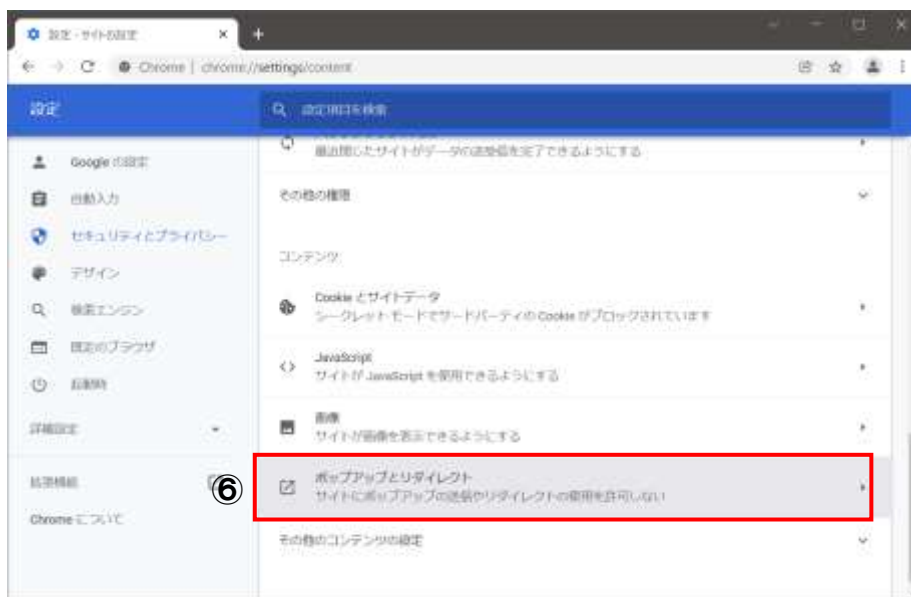 設定 - サイトの設定
Chrome | chrome://settings/content
設定
設定項目を検索
Google の設定
自動入力
セキュリティとプライバシー
デザイン
検索エンジン
既定のブラウザ
起動時
詳細設定
拡張機能
Chrome について
最近閉じたサイトがデータの送受信を完了できるようにする
その他の権限
コンテンツ
Cookie とサイトデータ
シークレット モードでサードパーティの Cookie がブロックされています
JavaScript
サイトが JavaScript を使用できるようにする
画像
サイトが画像を表示できるようにする
⑥
ポップアップとリダイレクト
サイトにポップアップの送信やリダイレクトの使用を許可しない
その他のコンテンツの設定